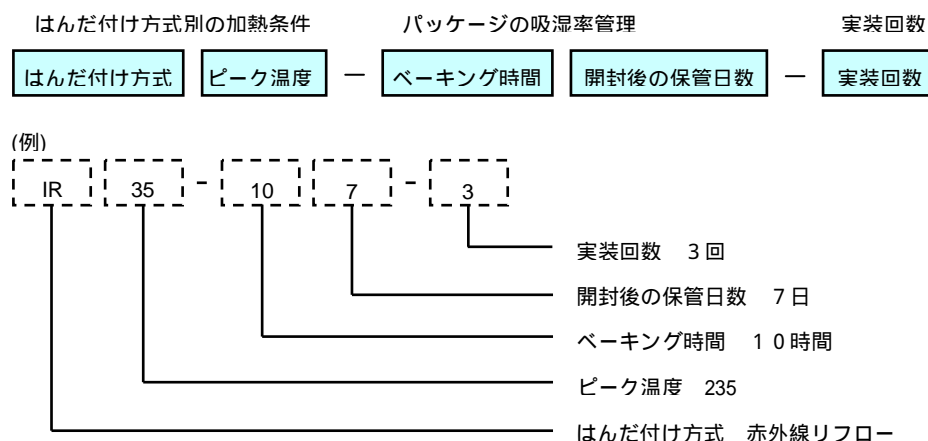 はんだ付け方式別の加熱条件 パッケージの吸湿率管理 実装回数
はんだ付け方式 ピーク温度 － ベーキング時間 開封後の保管日数 － 実装回数
(例)
IR 35 - 10 7 - 3
実装回数 ３回
開封後の保管日数 ７日
ベーキング時間 １０時間
ピーク温度 235
はんだ付け方式 赤外線リフロー